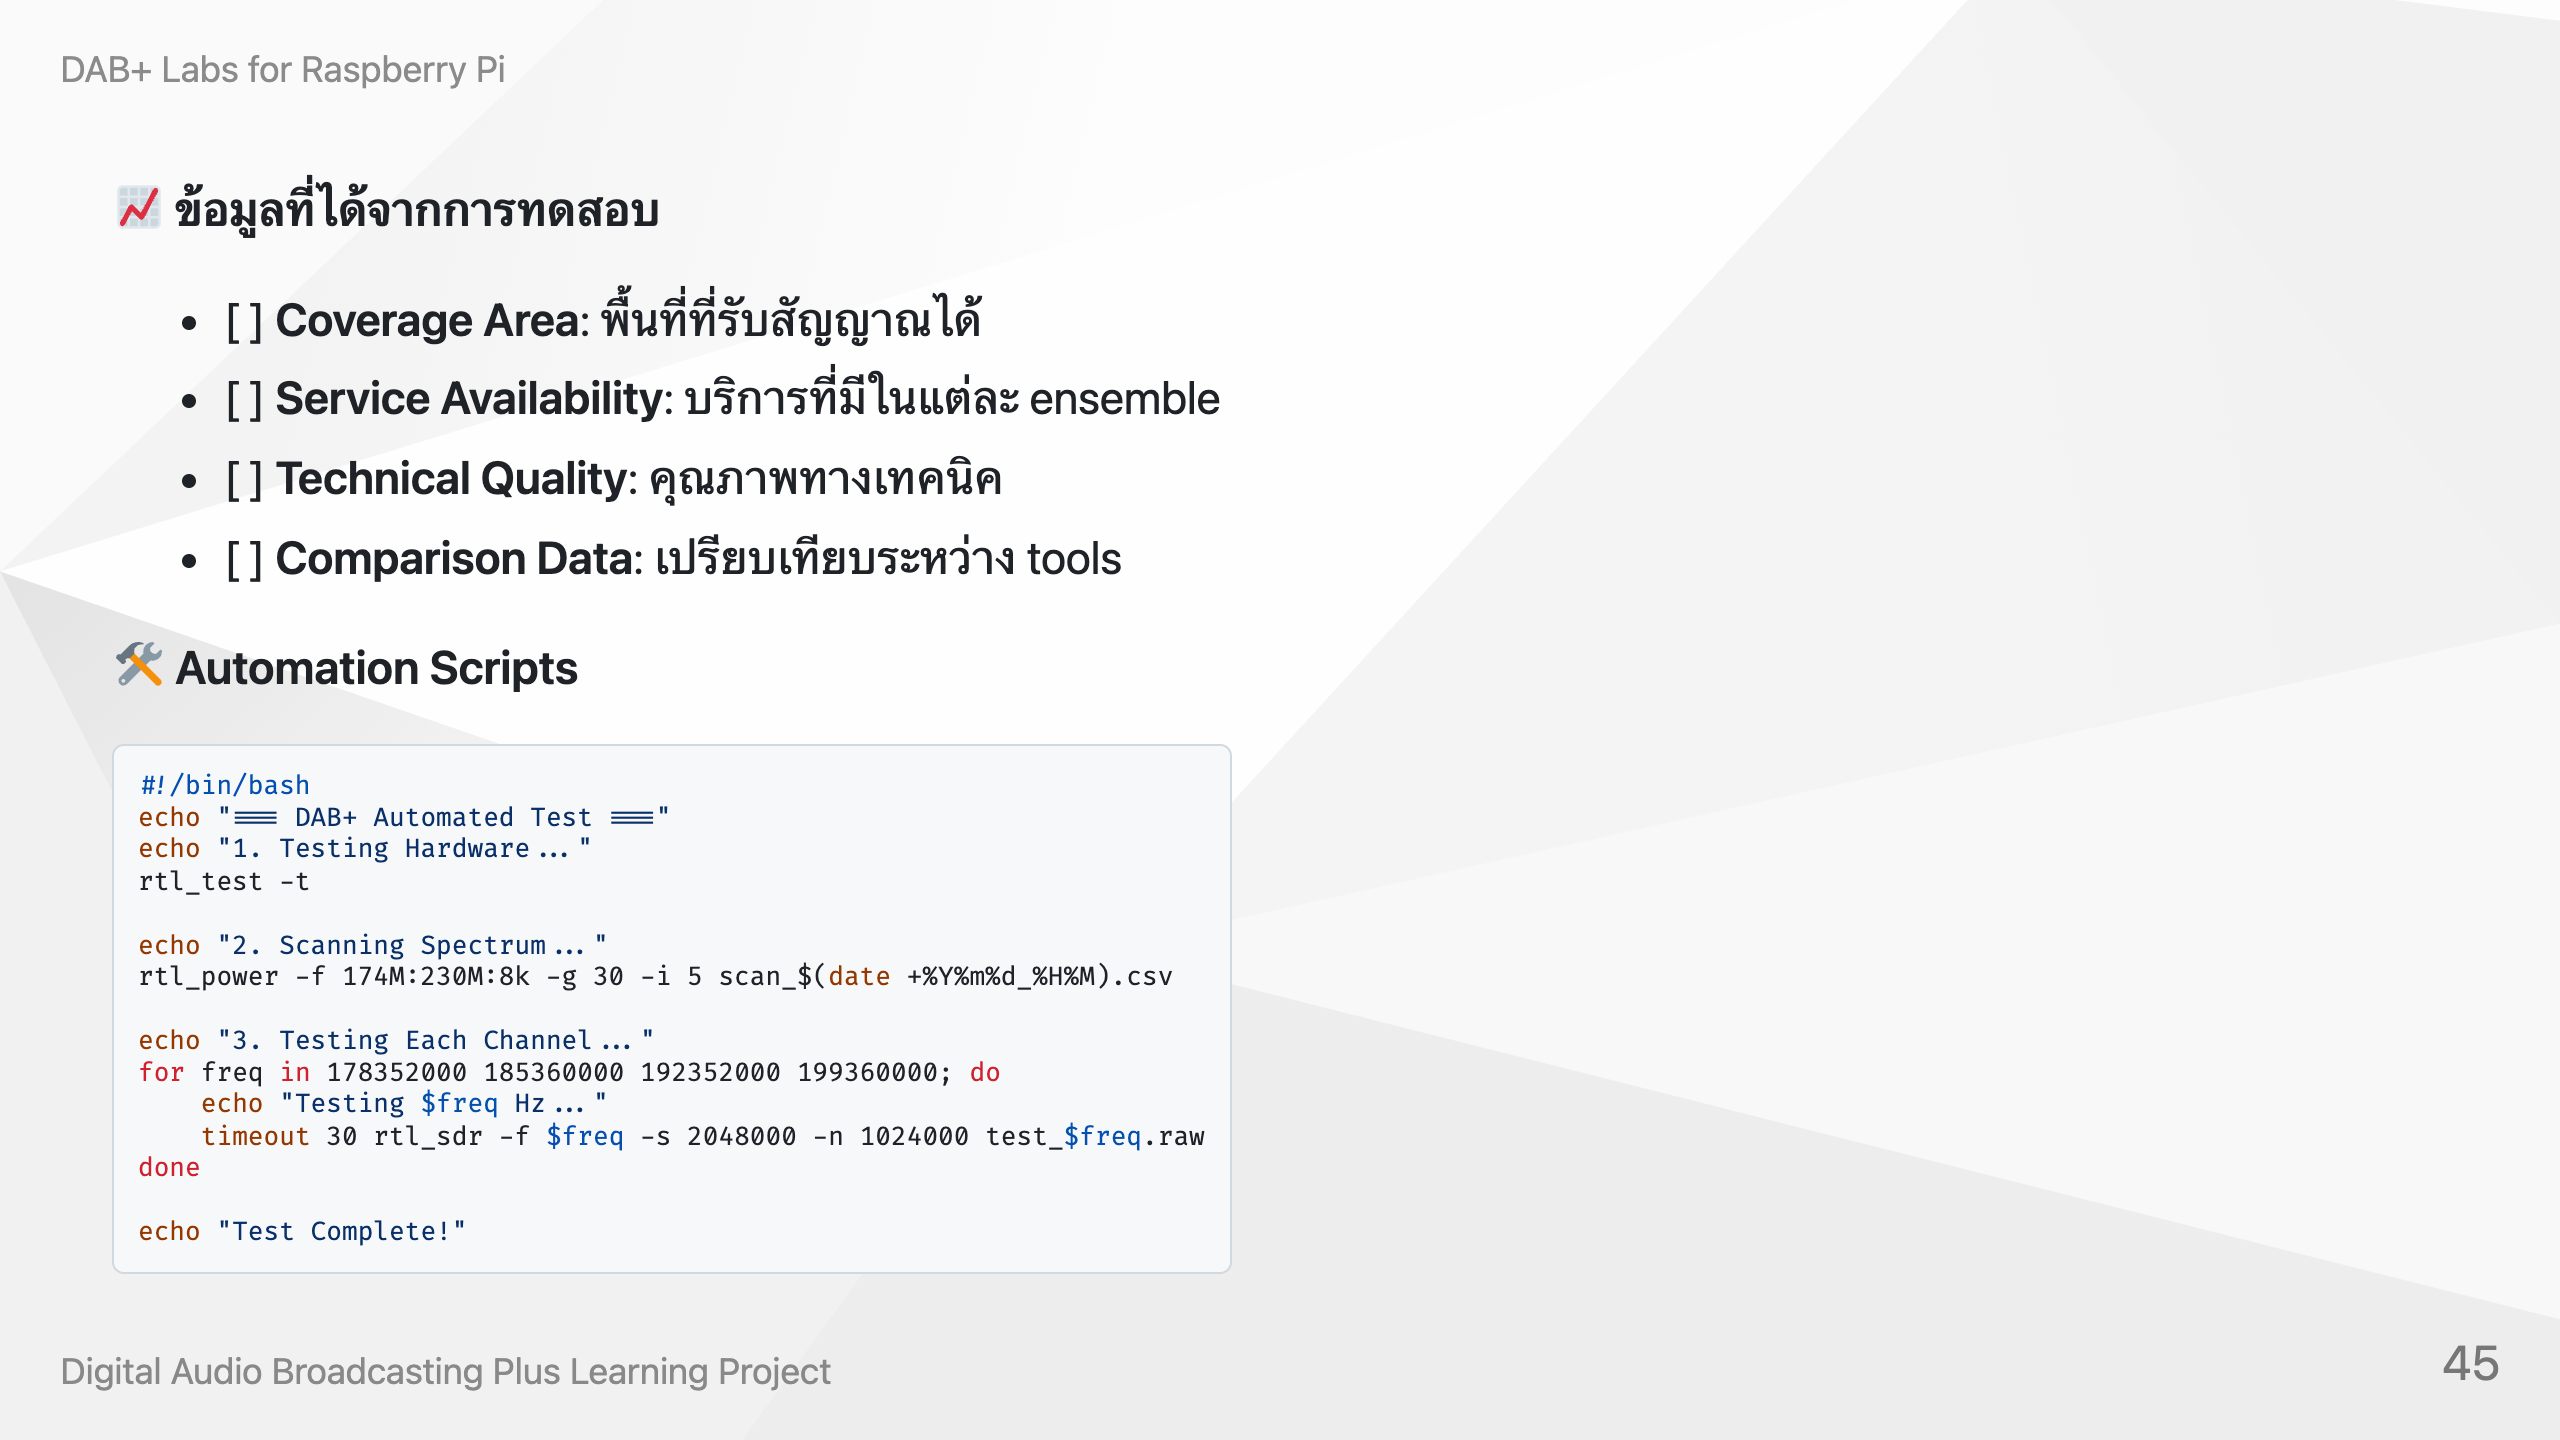 DAB+ Labs for Raspberry Pi
📈 ข้อมูลที่ได้จากการทดสอบ
• [ ] Coverage Area: พื้นที่ที่รับสัญญาณได้
• [ ] Service Availability: บริการที่มีในแต่ละ ensemble
• [ ] Technical Quality: คุณภาพทางเทคนิค
• [ ] Comparison Data: เปรียบเทียบระหว่าง tools
🛠️ Automation Scripts
#!/bin/bash
echo "=== DAB+ Automated Test ==="
echo "1. Testing Hardware..."
rtl_test -t
echo "2. Scanning Spectrum..."
rtl_power -f 174M:230M:8k -g 30 -i 5 scan_$(date +%Y%m%d_%H%M).csv
echo "3. Testing Each Channel..."
for freq in 178352000 185360000 192352000 199360000; do
    echo "Testing $freq Hz..."
    timeout 30 rtl_sdr -f $freq -s 2048000 -n 1024000 test_$freq.raw
done
echo "Test Complete!"
Digital Audio Broadcasting Plus Learning Project
45